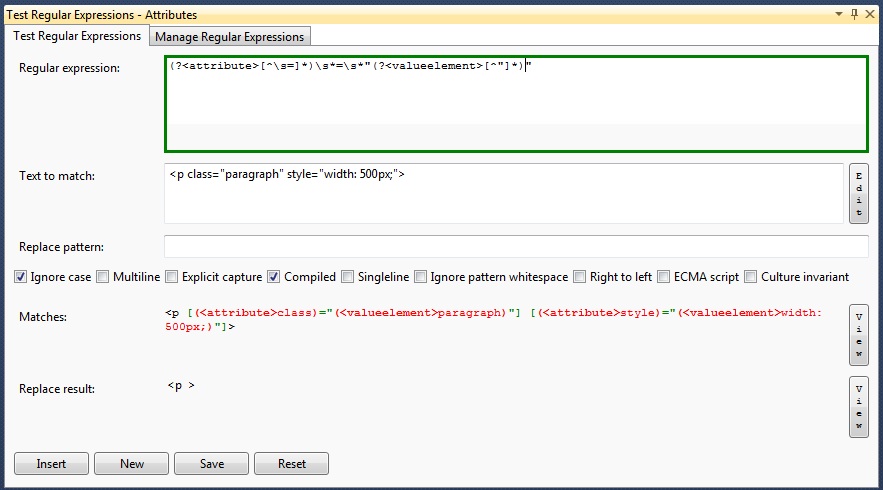 Test Regular Expressions - Attributes
Test Regular Expressions Manage Regular Expressions
Regular expression: (?<attribute>[^\s=]*)\s*=\s*"(?<valueelement>[^"]*)"
Text to match: <p class="paragraph" style="width: 500px;">
Edit
Replace pattern:
Ignore case Multiline Explicit capture Compiled Singleline Ignore pattern whitespace Right to left ECMA script Culture invariant
Matches: <p [(<attribute>class)="(<valueelement>paragraph)"] [(<attribute>style)="(<valueelement>width:
500px;)"]>
View
Replace result: <p >
View
Insert New Save Reset